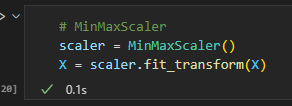 # MinMaxScaler
scaler = MinMaxScaler()
X = scaler.fit_transform(X)
20]
0.1s